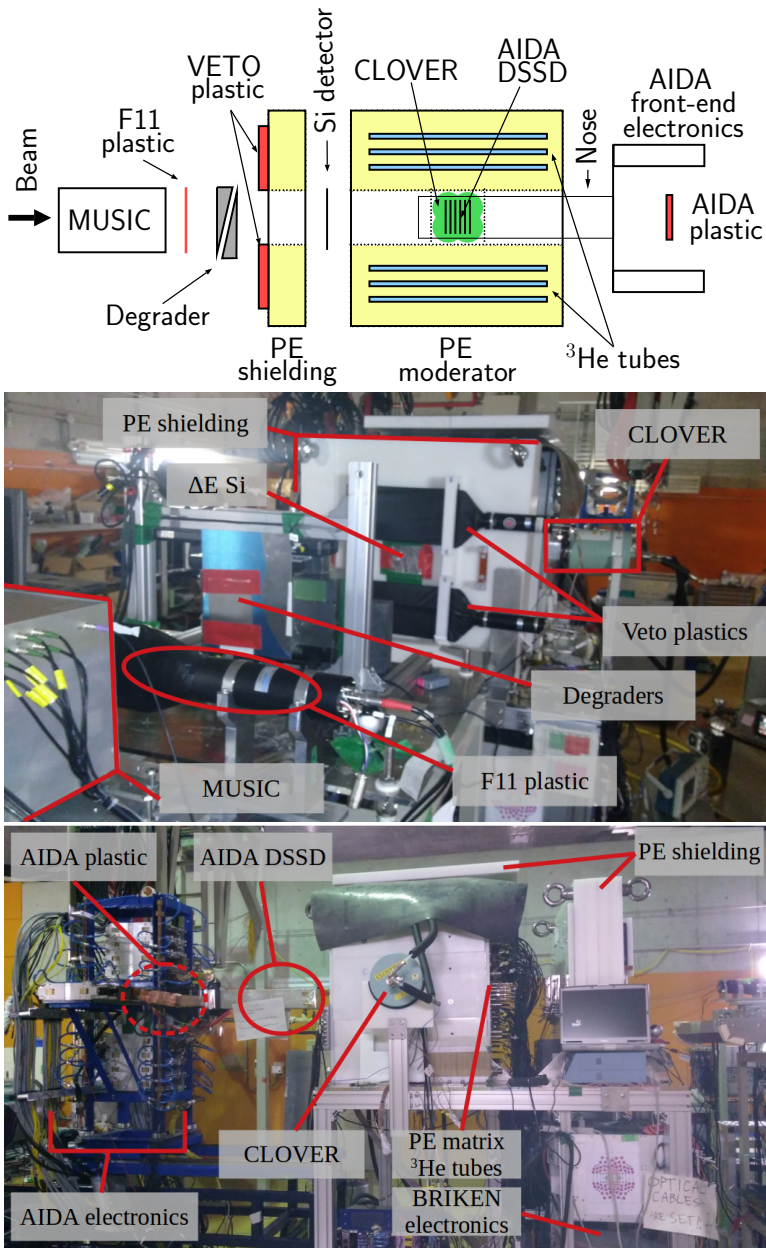 VETO
plastic
Si detector
CLOVER
AIDA
DSSD
AIDA
front-end
electronics
F11
plastic
Nose
Beam
MUSIC
AIDA
plastic
Degrader
PE
shielding
PE
moderator
³He tubes
PE shielding
CLOVER
ΔE Si
Veto plastics
Degraders
F11 plastic
MUSIC
AIDA plastic
AIDA DSSD
PE shielding
CLOVER
PE matrix
³He tubes
BRIKEN
electronics
AIDA electronics
OPTICAL
CABLES
ARE SET!!